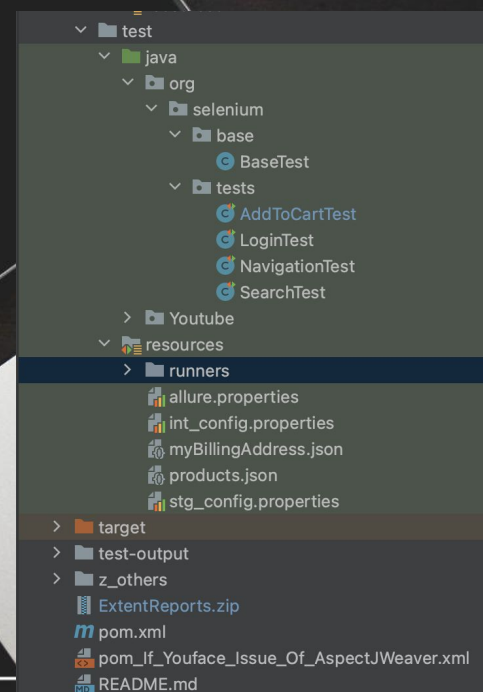 test
java
org
selenium
base
BaseTest
tests
AddToCartTest
LoginTest
NavigationTest
SearchTest
Youtube
resources
runners
allure.properties
int_config.properties
myBillingAddress.json
products.json
stg_config.properties
target
test-output
z_others
ExtentReports.zip
pom.xml
pom_If_Youface_Issue_Of_AspectJWeaver.xml
README.md